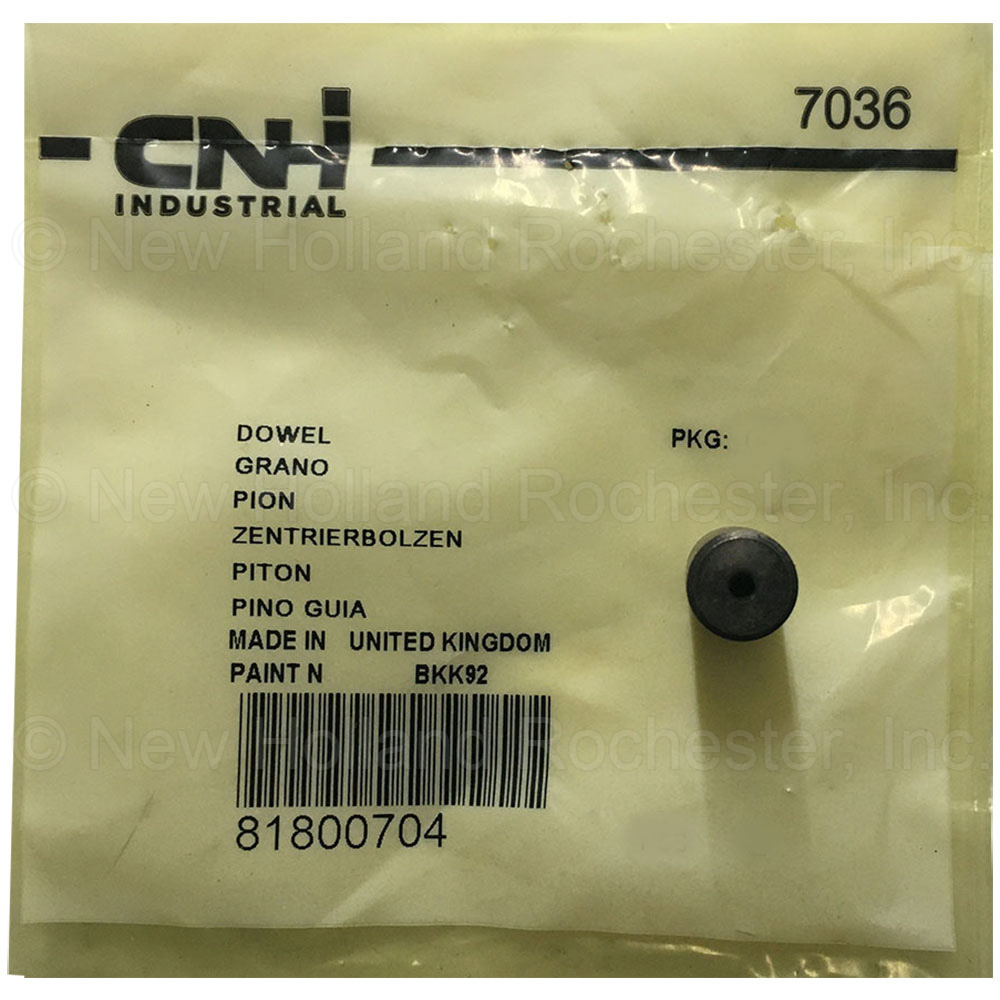 7036
CNH
INDUSTRIAL
© New Holland Rochester, Inc.
DOWEL
PKG:
GRANO
PION
© New Holland Rochester, Inc.
ZENTRIERBOLZEN
PITON
PINO GUIA
MADE IN UNITED KINGDOM
PAINT N BKK92
© New Holland Rochester, Inc.
81800704